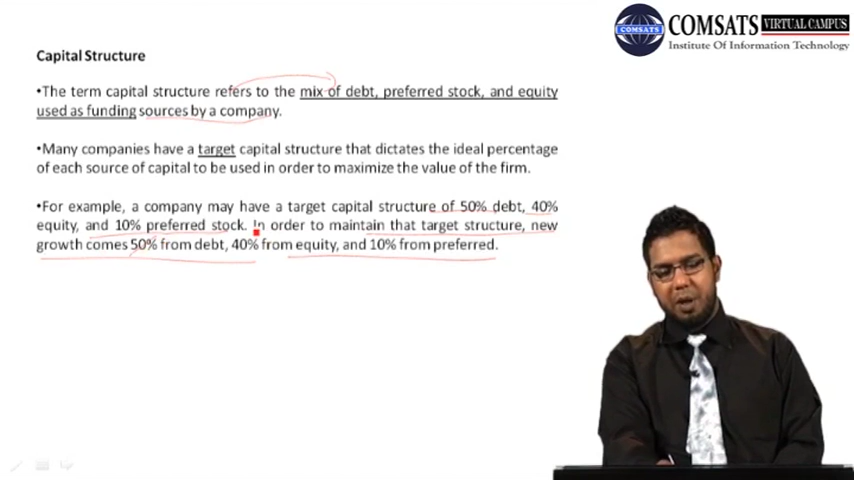 COMSATS VIRTUAL CAMPUS
Institute Of Information Technology
COMSATS
Capital Structure
•The term capital structure refers to the mix of debt, preferred stock, and equity
used as funding sources by a company.
•Many companies have a target capital structure that dictates the ideal percentage
of each source of capital to be used in order to maximize the value of the firm.
•For example, a company may have a target capital structure of 50% debt, 40%
equity, and 10% preferred stock. In order to maintain that target structure, new
growth comes 50% from debt, 40% from equity, and 10% from preferred.